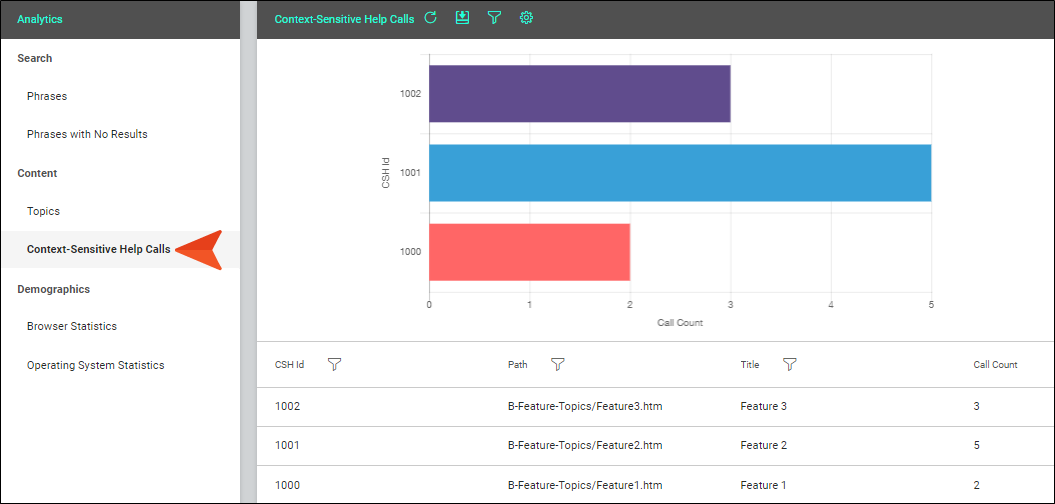 Analytics
Search
Phrases
Phrases with No Results
Content
Topics
Context-Sensitive Help Calls
Demographics
Browser Statistics
Operating System Statistics
Context-Sensitive Help Calls
CSH Id
1002
1001
1000
0 1 2 3 4 5
Call Count
CSH Id Path Title Call Count
1002 B-Feature-Topics/Feature3.htm Feature 3 3
1001 B-Feature-Topics/Feature2.htm Feature 2 5
1000 B-Feature-Topics/Feature1.htm Feature 1 2